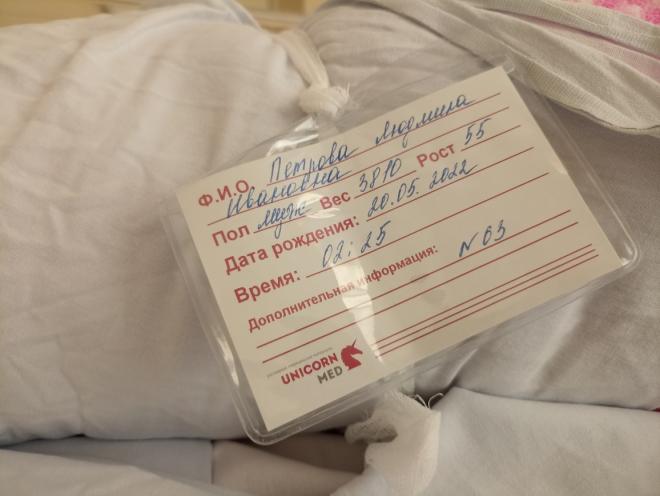 Ф.И.О. Петрова Людмила
Ивановна
Пол муж Вес 3810 Рост 55
Дата рождения: 20.05.2022
Время: 02:25
Дополнительная информация: N 63
UNICORN
MED